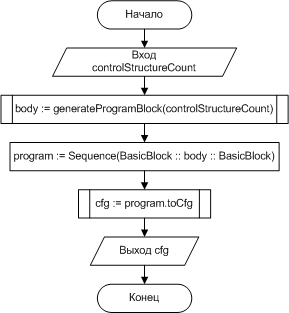 Начало
Вход
controlStructureCount
body := generateProgramBlock(controlStructureCount)
program := Sequence(BasicBlock :: body :: BasicBlock)
cfg := program.toCfg
Выход cfg
Конец